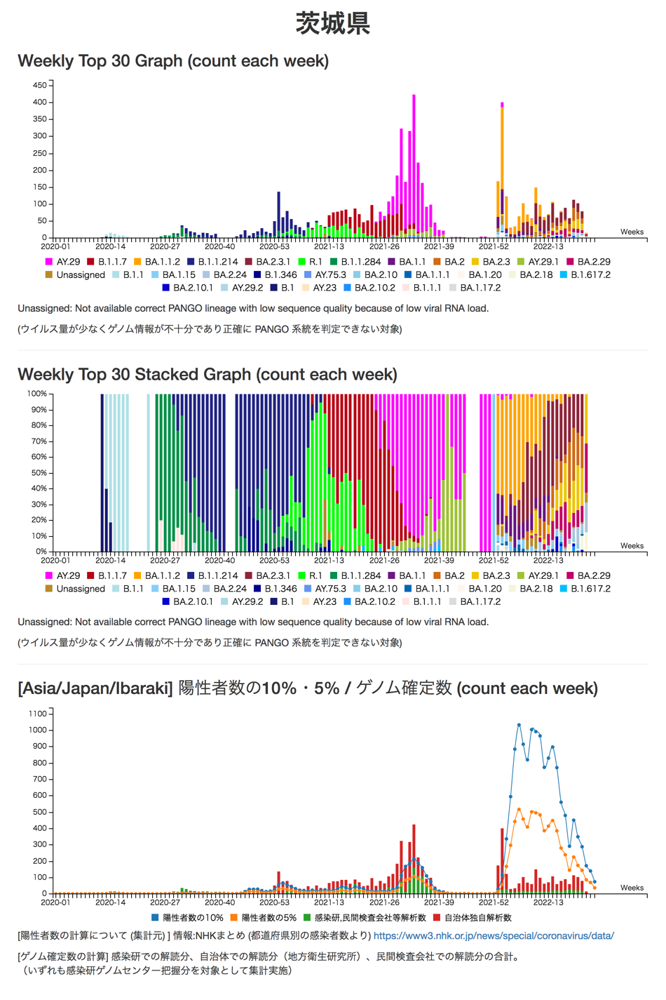 茨城県
Weekly Top 30 Graph (count each week)
450
400
350
300
250
200
150
100
50
0
Weeks
2020-01 2020-14 2020-27 2020-40 2020-53 2021-13 2021-26 2021-39 2021-52 2022-13
AY.29 B.1.1.7 BA.1.1.2 B.1.1.214 BA.2.3.1 R.1 B.1.1.284 BA.1.1 BA.2 BA.2.3 AY.29.1 BA.2.29
Unassigned B.1.1 BA.1.15 BA.2.24 B.1.346 AY.75.3 BA.2.10 BA.1.1.1 BA.1.20 BA.2.18 B.1.617.2
BA.2.10.1 AY.29.2 B.1 AY.23 BA.2.10.2 B.1.1.1 BA.1.17.2
Unassigned: Not available correct PANGO lineage with low sequence quality because of low viral RNA load.
(ウイルス量が少なくゲノム情報が不十分であり正確に PANGO 系統を判定できない対象)
Weekly Top 30 Stacked Graph (count each week)
100%
90%
80%
70%
60%
50%
40%
30%
20%
10%
0%
Weeks
2020-01 2020-14 2020-27 2020-40 2020-53 2021-13 2021-26 2021-39 2021-52 2022-13
AY.29 B.1.1.7 BA.1.1.2 B.1.1.214 BA.2.3.1 R.1 B.1.1.284 BA.1.1 BA.2 BA.2.3 AY.29.1 BA.2.29
Unassigned B.1.1 BA.1.15 BA.2.24 B.1.346 AY.75.3 BA.2.10 BA.1.1.1 BA.1.20 BA.2.18 B.1.617.2
BA.2.10.1 AY.29.2 B.1 AY.23 BA.2.10.2 B.1.1.1 BA.1.17.2
Unassigned: Not available correct PANGO lineage with low sequence quality because of low viral RNA load.
(ウイルス量が少なくゲノム情報が不十分であり正確に PANGO 系統を判定できない対象)
[Asia/Japan/Ibaraki] 陽性者数の10%・5% / ゲノム確定数 (count each week)
1100
1000
900
800
700
600
500
400
300
200
100
0
Weeks
2020-01 2020-14 2020-27 2020-40 2020-53 2021-13 2021-26 2021-39 2021-52 2022-13
陽性者数の10% 陽性者数の5% 感染研,民間検査会社等解析数 自治体独自解析数
[陽性者数の計算について (集計元) ] 情報:NHKまとめ (都道府県別の感染者数より) https://www3.nhk.or.jp/news/special/coronavirus/data/
[ゲノム確定数の計算] 感染研での解読分、自治体での解読分（地方衛生研究所）、民間検査会社での解読分の合計。
（いずれも感染研ゲノムセンター把握分を対象として集計実施）